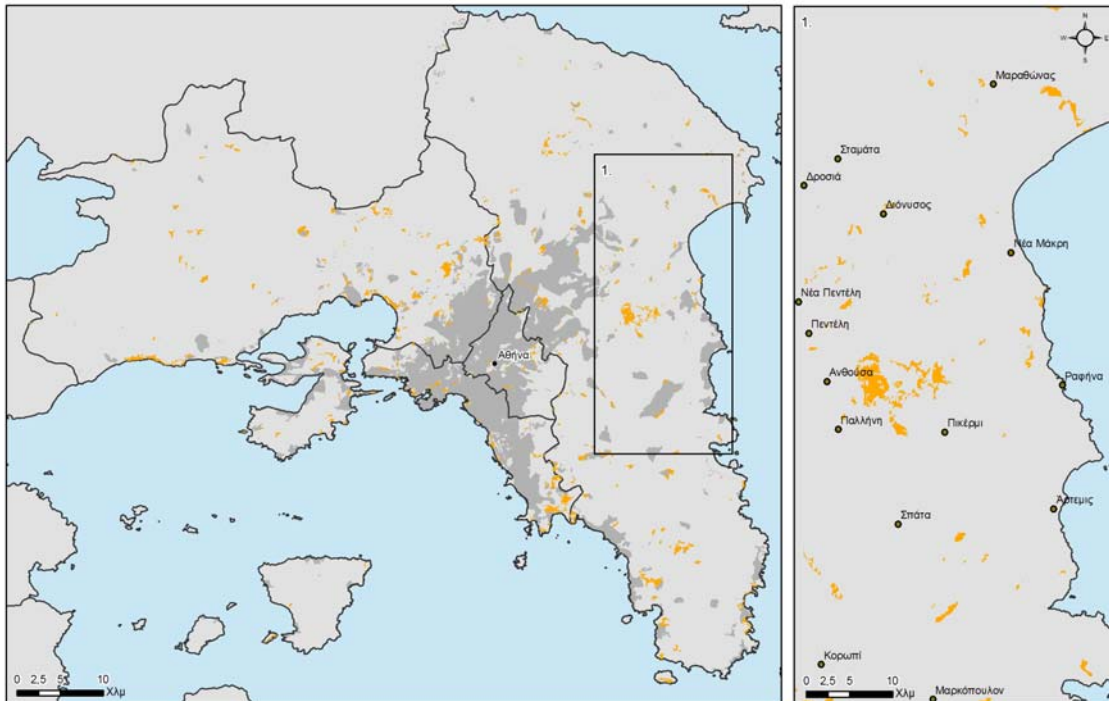 1.
Αθήνα
0 2.5 5 10
Χλμ
1.
N
W E
S
Μαραθώνας
Σταμάτα
Δροσιά
Διόνυσος
Νέα Μάκρη
Νέα Πεντέλη
Πεντέλη
Ανθούσα
Ραφήνα
Παλλήνη
Πικέρμι
Άρτεμις
Σπάτα
Κορωπί
0 2.5 5 10
Χλμ
Μαρκόπουλον